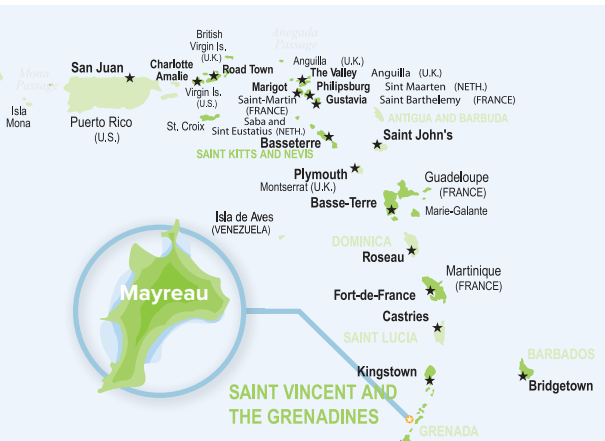 British
Virgin Is.
(U.K.)
Anegada
Passage
Mona
Passage
San Juan
Charlotte
Amalie
Road Town
Virgin Is.
(U.S.)
Anguilla (U.K.)
The Valley
Anguilla (U.K.)
Marigot
Philipsburg
Sint Maarten (NETH.)
Saint-Martin
(FRANCE)
Gustavia
Saint Barthelemy (FRANCE)
Isla
Mona
Puerto Rico
(U.S.)
St. Croix
Saba and
Sint Eustatius (NETH.)
ANTIGUA AND BARBUDA
Basseterre
Saint John's
SAINT KITTS AND NEVIS
Plymouth
Montserrat (U.K.)
Guadeloupe
(FRANCE)
Basse-Terre
Marie-Galante
Isla de Aves
(VENEZUELA)
DOMINICA
Roseau
Martinique
(FRANCE)
Mayreau
Fort-de-France
Castries
SAINT LUCIA
BARBADOS
Kingstown
Bridgetown
SAINT VINCENT AND
THE GRENADINES
GRENADA